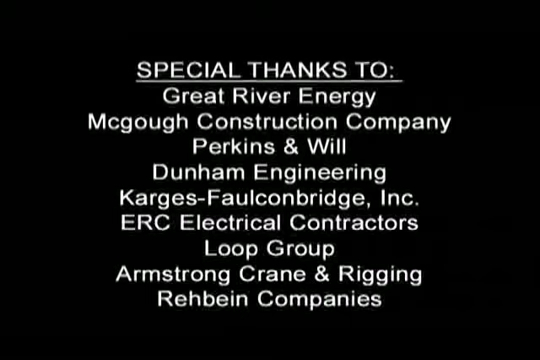 SPECIAL THANKS TO:
Great River Energy
Mcgough Construction Company
Perkins & Will
Dunham Engineering
Karges-Faulconbridge, Inc.
ERC Electrical Contractors
Loop Group
Armstrong Crane & Rigging
Rehbein Companies